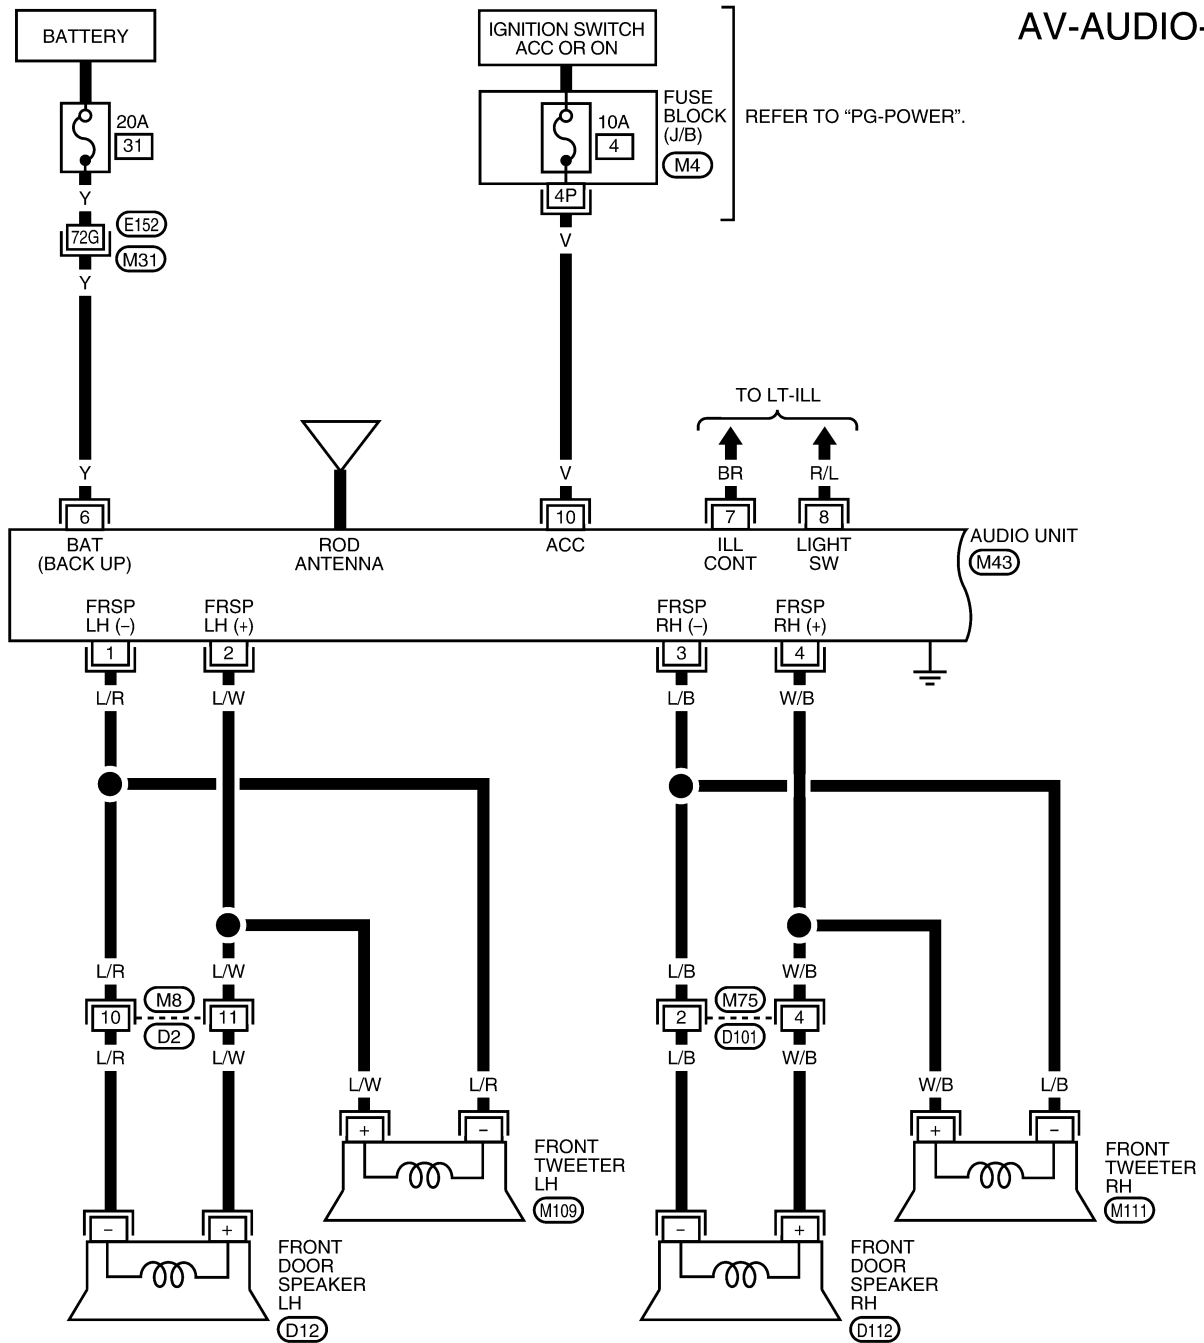 AV-AUDIO-
BATTERY
IGNITION SWITCH
ACC OR ON
20A
31
10A
4
FUSE
BLOCK
(J/B)
M4
REFER TO “PG-POWER”.
4P
Y
V
72G
E152
M31
Y
TO LT-ILL
Y
V
BR
R/L
6
10
7
8
BAT
(BACK UP)
ROD
ANTENNA
ACC
ILL
CONT
LIGHT
SW
AUDIO UNIT
M43
FRSP
LH (–)
FRSP
LH (+)
FRSP
RH (–)
FRSP
RH (+)
1
2
3
4
L/R
L/W
L/B
W/B
L/R
L/W
L/B
W/B
10
M8
D2
11
2
M75
D101
4
L/R
L/W
L/B
W/B
L/W
L/R
W/B
L/B
+
–
+
–
FRONT
TWEETER
LH
M109
FRONT
TWEETER
RH
M111
–
+
–
+
FRONT
DOOR
SPEAKER
LH
D12
FRONT
DOOR
SPEAKER
RH
D112